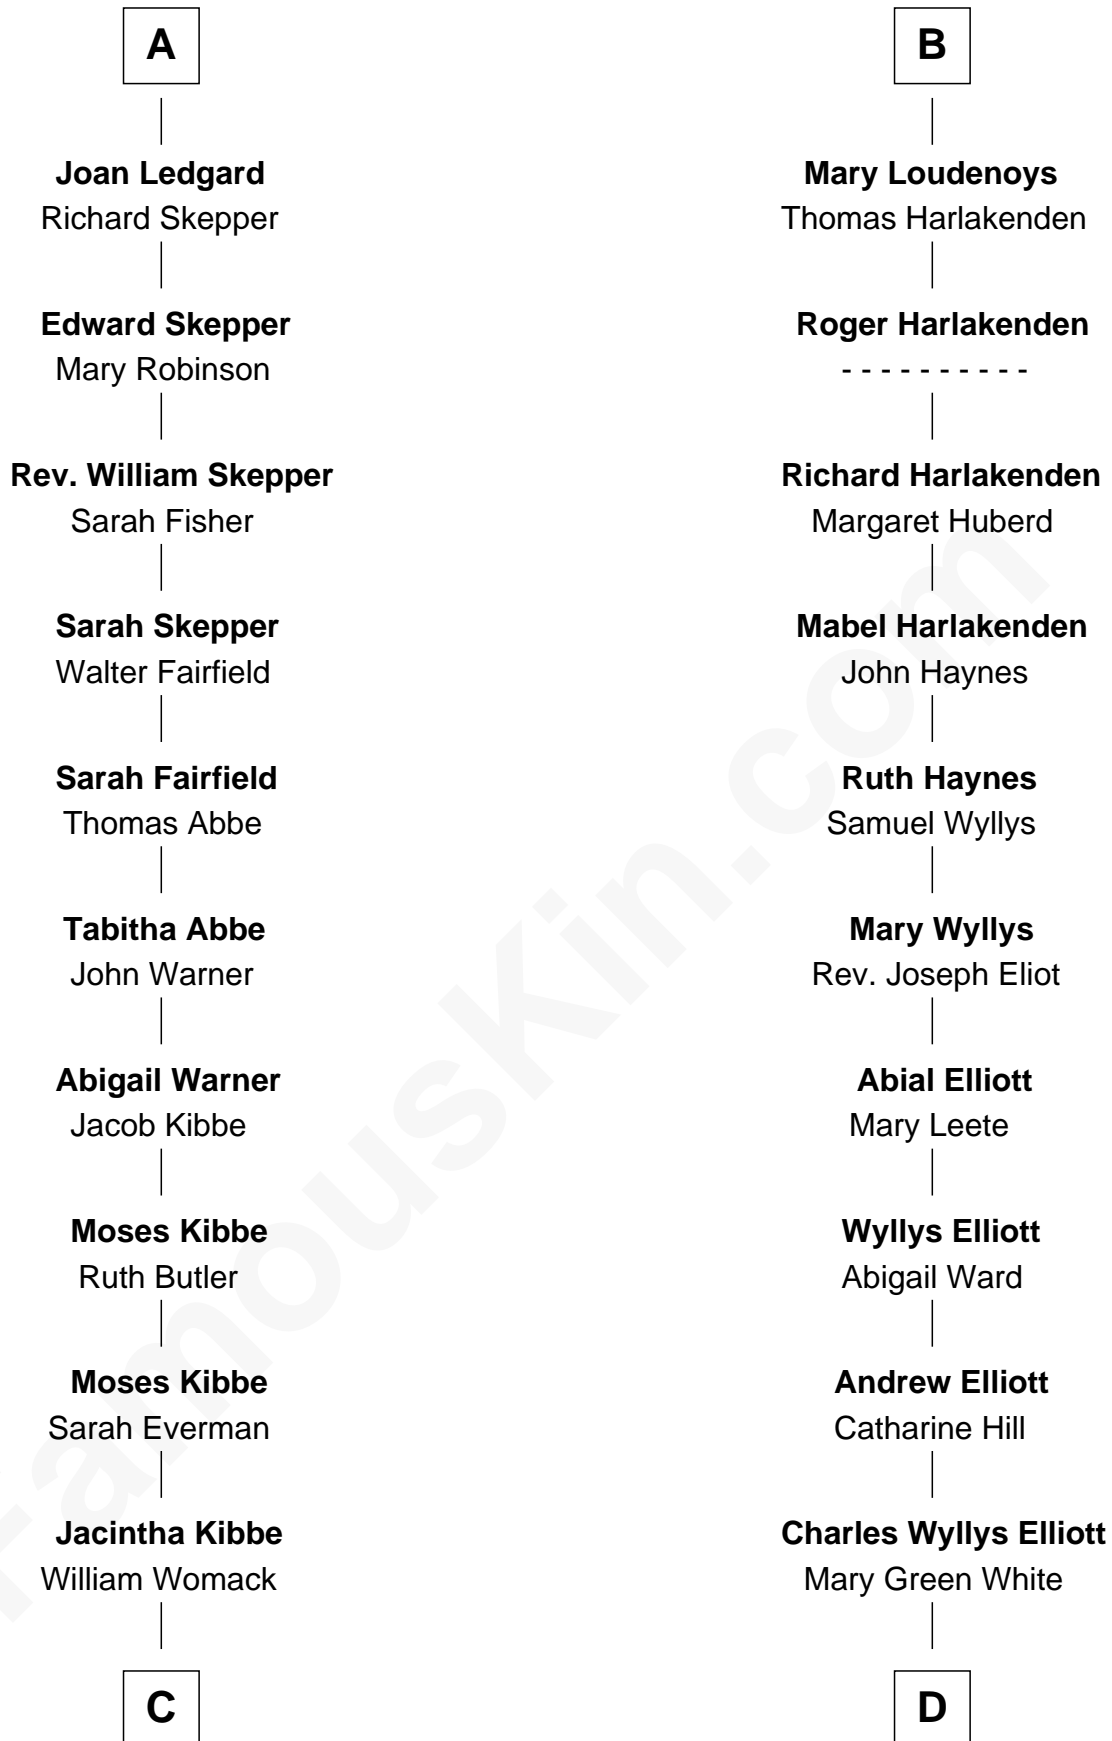 A
Joan Ledgard
Richard Skepper
Edward Skepper
Mary Robinson
Rev. William Skepper
Sarah Fisher
Sarah Skepper
Walter Fairfield
Sarah Fairfield
Thomas Abbe
Tabitha Abbe
John Warner
Abigail Warner
Jacob Kibbe
Moses Kibbe
Ruth Butler
Moses Kibbe
Sarah Everman
Jacintha Kibbe
William Womack
C
B
Mary Loudenoys
Thomas Harlakenden
Roger Harlakenden
- - - - - - - - - -
Richard Harlakenden
Margaret Huberd
Mabel Harlakenden
John Haynes
Ruth Haynes
Samuel Wyllys
Mary Wyllys
Rev. Joseph Eliot
Abial Elliott
Mary Leete
Wyllys Elliott
Abigail Ward
Andrew Elliott
Catharine Hill
Charles Wyllys Elliott
Mary Green White
D
FamousKin.com